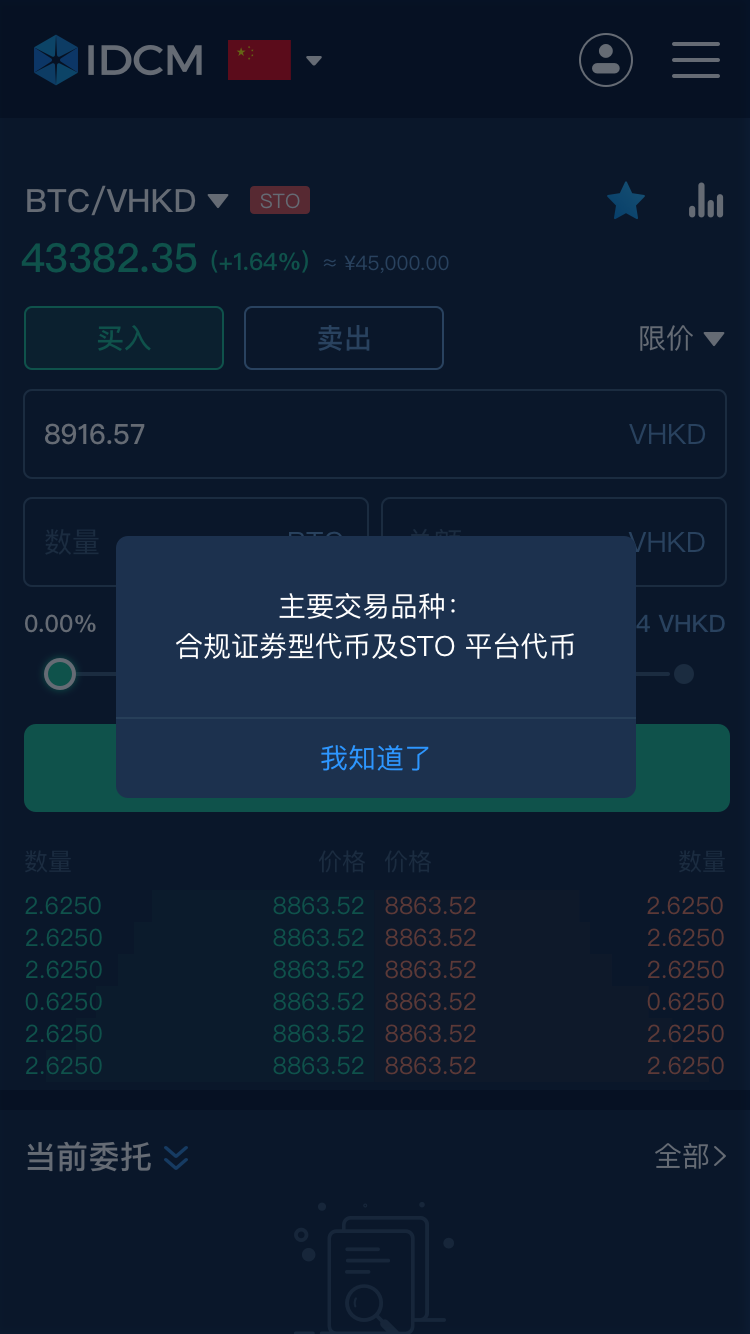 IDCM
BTC/VHKD STO
43382.35 (+1.64%) ≈ ¥45,000.00
买入 卖出 限价
8916.57 VHKD
数量 BTC 总额 VHKD
主要交易品种:
合规证券型代币及STO 平台代币
0.00% 4 VHKD
我知道了
数量 价格 价格 数量
2.6250 8863.52 8863.52 2.6250
2.6250 8863.52 8863.52 2.6250
2.6250 8863.52 8863.52 2.6250
0.6250 8863.52 8863.52 0.6250
2.6250 8863.52 8863.52 2.6250
2.6250 8863.52 8863.52 2.6250
当前委托 全部